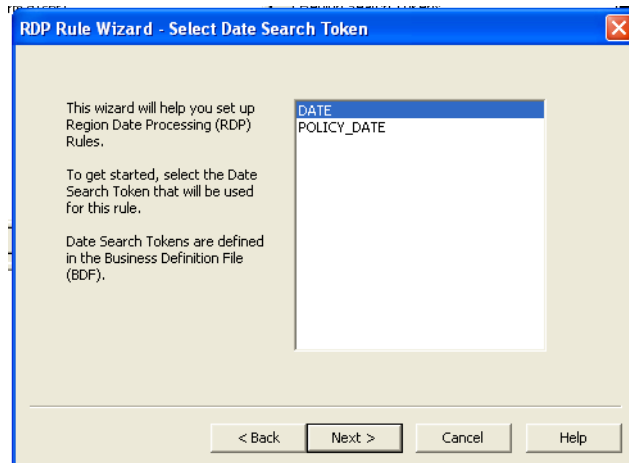 RDP Rule Wizard - Select Date Search Token
This wizard will help you set up
Region Date Processing (RDP)
Rules.
To get started, select the Date
Search Token that will be used
for this rule.
Date Search Tokens are defined
in the Business Definition File
(BDF).
DATE
POLICY_DATE
< Back
Next >
Cancel
Help